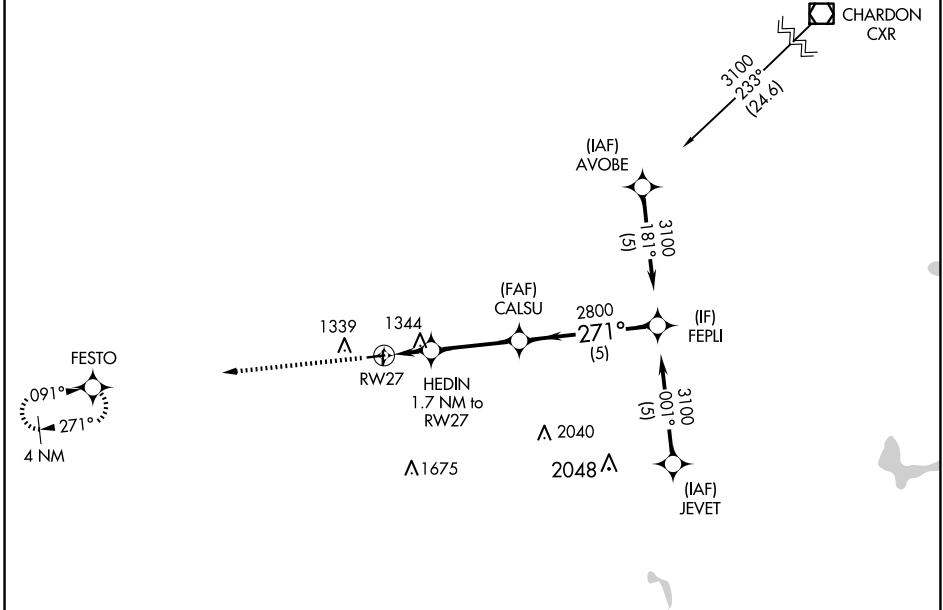 CHARDON
CXR
3100
233°
(24.6)
(IAF)
AVOBE
3100
181°
(5)
(FAF)
CALSU
2800
271°
(5)
(IF)
FEPLI
1339
1344
RW27
HEDIN
1.7 NM to
RW27
FESTO
091°
271°
4 NM
3100
001°
(5)
2040
1675
2048
(IAF)
JEVET